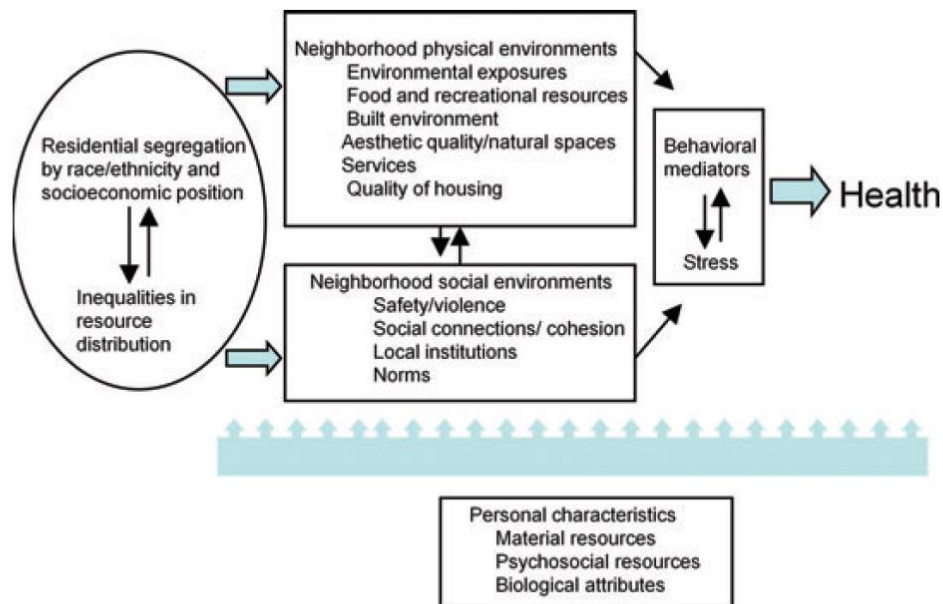 Residential segregation
by race/ethnicity and
socioeconomic position
Inequalities in
resource
distribution
Neighborhood physical environments
Environmental exposures
Food and recreational resources
Built environment
Aesthetic quality/natural spaces
Services
Quality of housing
Neighborhood social environments
Safety/violence
Social connections/ cohesion
Local institutions
Norms
Behavioral
mediators
Stress
Health
Personal characteristics
Material resources
Psychosocial resources
Biological attributes